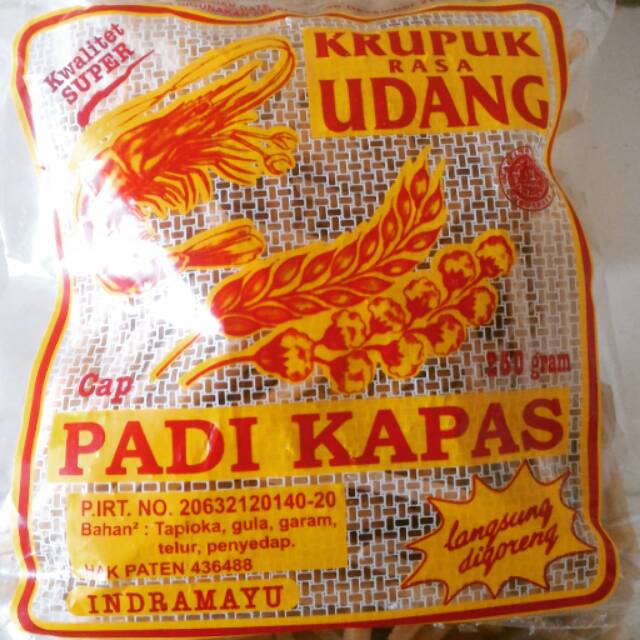 Kwalitet
SUPER
KRUPUK
RASA
UDANG
250 gram
Cap
PADI KAPAS
P.IRT. NO. 20632120140-20
Bahan² : Tapioka, gula, garam,
telur, penyedap.
HAK PATEN 436488
INDRAMAYU
Langsung
digoreng